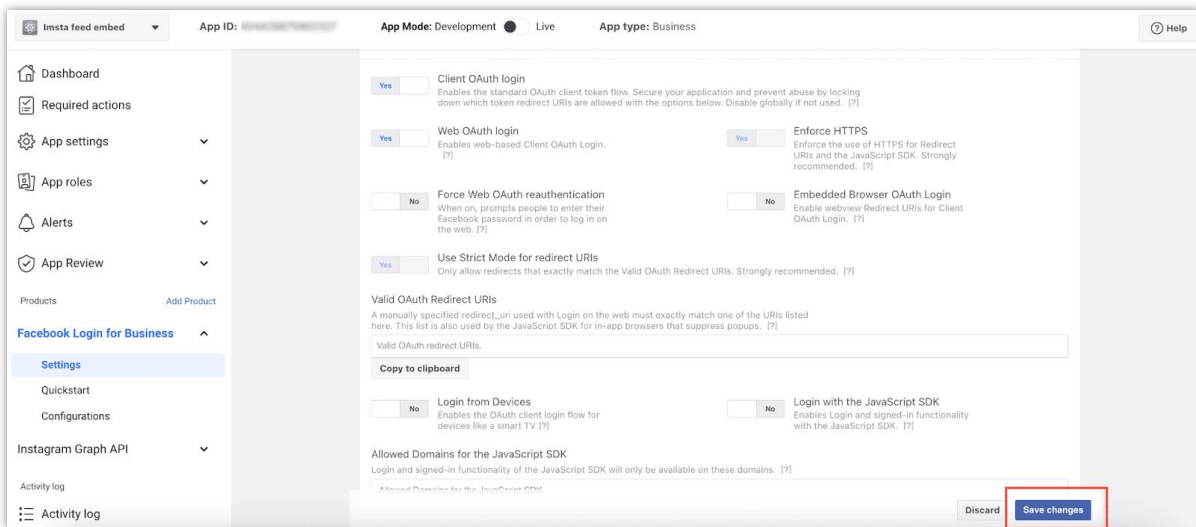 Imsta feed embed
App ID:
App Mode: Development Live
App type: Business
Help
Dashboard
Required actions
App settings
App roles
Alerts
App Review
Products Add Product
Facebook Login for Business
Settings
Quickstart
Configurations
Instagram Graph API
Activity log
Activity log
Yes
Client OAuth login
Enables the standard OAuth client token flow. Secure your application and prevent abuse by locking
down which token redirect URIs are allowed with the options below. Disable globally if not used. [?]
Yes
Web OAuth login
Enables web-based Client OAuth Login.
[?]
Yes
Enforce HTTPS
Enforce the use of HTTPS for Redirect
URIs and the JavaScript SDK. Strongly
recommended. [?]
No
Force Web OAuth reauthentication
When on, prompts people to enter their
Facebook password in order to log in on
the web. [?]
No
Embedded Browser OAuth Login
Enable webview Redirect URIs for Client
OAuth Login. [?]
Yes
Use Strict Mode for redirect URIs
Only allow redirects that exactly match the Valid OAuth Redirect URIs. Strongly recommended. [?]
Valid OAuth Redirect URIs
A manually specified redirect_uri used with Login on the web must exactly match one of the URIs listed
here. This list is also used by the JavaScript SDK for in-app browsers that suppress popups. [?]
Valid OAuth redirect URIs.
Copy to clipboard
No
Login from Devices
Enables the OAuth client login flow for
devices like a smart TV [?]
No
Login with the JavaScript SDK
Enables Login and signed-in functionality
with the JavaScript SDK. [?]
Allowed Domains for the JavaScript SDK
Login and signed-in functionality of the JavaScript SDK will only be available on these domains. [?]
Allowed Domains for the JavaScript SDK
Discard
Save changes